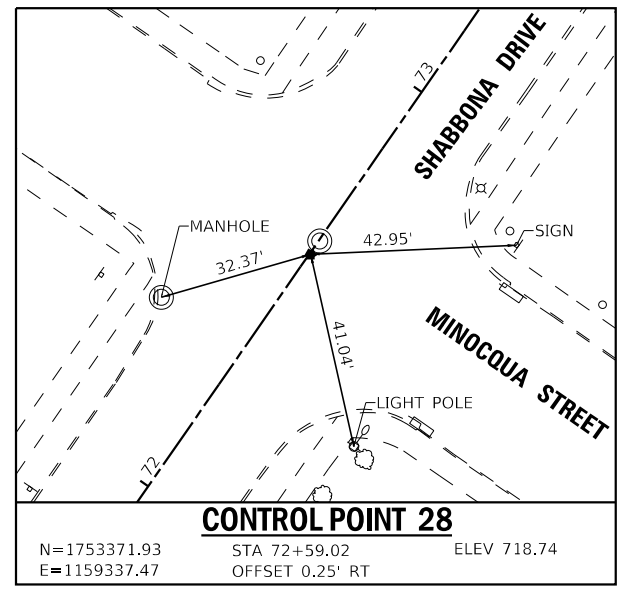 73
SHABBONA DRIVE
MANHOLE
SIGN
42.95'
32.37'
41.04'
MINOCQUA STREET
LIGHT POLE
72
CONTROL POINT 28
N=1753371.93 STA 72+59.02 ELEV 718.74
E=1159337.47 OFFSET 0.25' RT